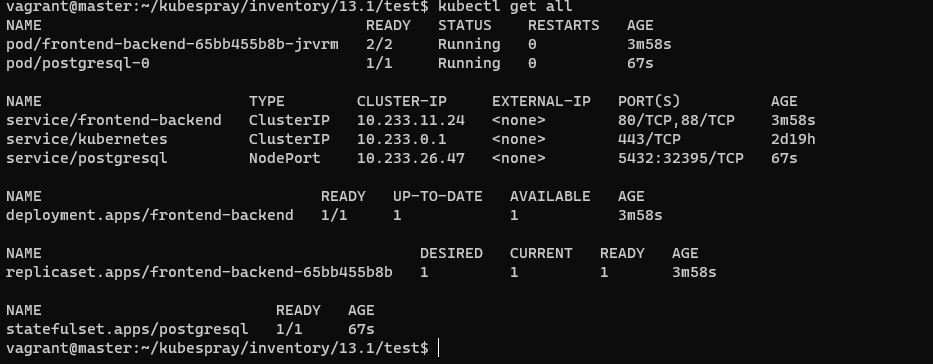 vagrant@master:~/kubespray/inventory/13.1/test$ kubectl get all
NAME                                    READY   STATUS    RESTARTS   AGE
pod/frontend-backend-65bb455b8b-jrvrm   2/2     Running   0          3m58s
pod/postgresql-0                        1/1     Running   0          67s

NAME                       TYPE        CLUSTER-IP      EXTERNAL-IP   PORT(S)          AGE
service/frontend-backend   ClusterIP   10.233.11.24    <none>        80/TCP,88/TCP    3m58s
service/kubernetes         ClusterIP   10.233.0.1      <none>        443/TCP          2d19h
service/postgresql         NodePort    10.233.26.47    <none>        5432:32395/TCP   67s

NAME                               READY   UP-TO-DATE   AVAILABLE   AGE
deployment.apps/frontend-backend   1/1     1            1           3m58s

NAME                                          DESIRED   CURRENT   READY   AGE
replicaset.apps/frontend-backend-65bb455b8b   1         1         1       3m58s

NAME                          READY   AGE
statefulset.apps/postgresql   1/1     67s
vagrant@master:~/kubespray/inventory/13.1/test$